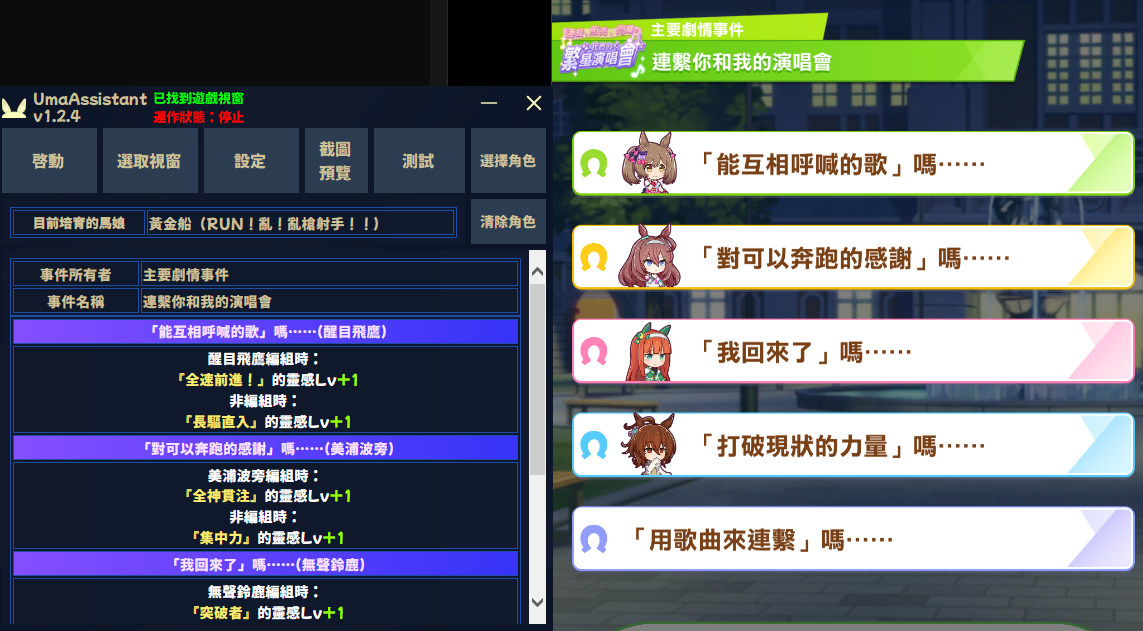 UmaAssistant
v1.2.4
已找到遊戲視窗
運作狀態：停止
啓動
選取視窗
設定
截圖
預覽
測試
選擇角色
目前培育的馬娘
黃金船（RUN！亂！亂槍射手！！）
清除角色
事件所有者
主要劇情事件
事件名稱
連繫你和我的演唱會
「能互相呼喊的歌」嗎……(醒目飛鷹)
醒目飛鷹編組時：
『全速前進！』的靈感Lv+1
非編組時：
『長驅直入』的靈感Lv+1
「對可以奔跑的感謝」嗎……(美浦波旁)
美浦波旁編組時：
『全神貫注』的靈感Lv+1
非編組時：
『集中力』的靈感Lv+1
「我回來了」嗎……(無聲鈴鹿)
無聲鈴鹿編組時：
『突破者』的靈感Lv+1
繁星演唱會
主要劇情事件
連繫你和我的演唱會
「能互相呼喊的歌」嗎……
「對可以奔跑的感謝」嗎……
「我回來了」嗎……
「打破現狀的力量」嗎……
「用歌曲來連繫」嗎……